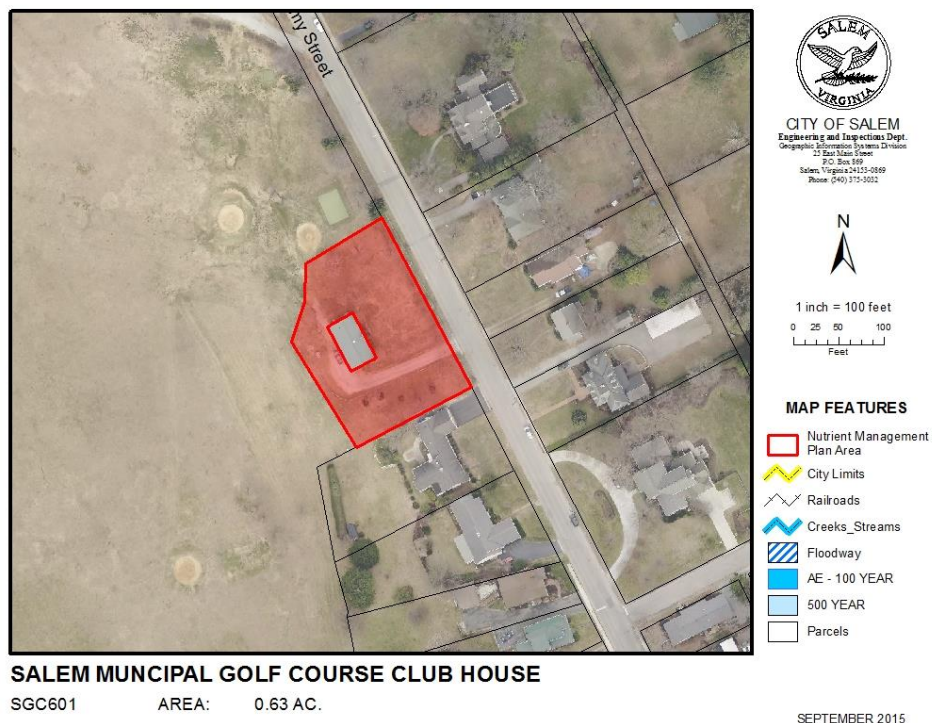 my Street
SALEM
VIRGINIA
CITY OF SALEM
Engineering and Inspections Dept.
Geographic Information Systems Division
25 East Main Street
P.O. Box 869
Salem, Virginia 24153-0869
Phone: (540) 375-3032
N
1 inch = 100 feet
0 25 50 100
Feet
MAP FEATURES
Nutrient Management
Plan Area
City Limits
Railroads
Creeks_Streams
Floodway
AE - 100 YEAR
500 YEAR
Parcels
SALEM MUNCIPAL GOLF COURSE CLUB HOUSE
SGC601 AREA: 0.63 AC.
SEPTEMBER 2015